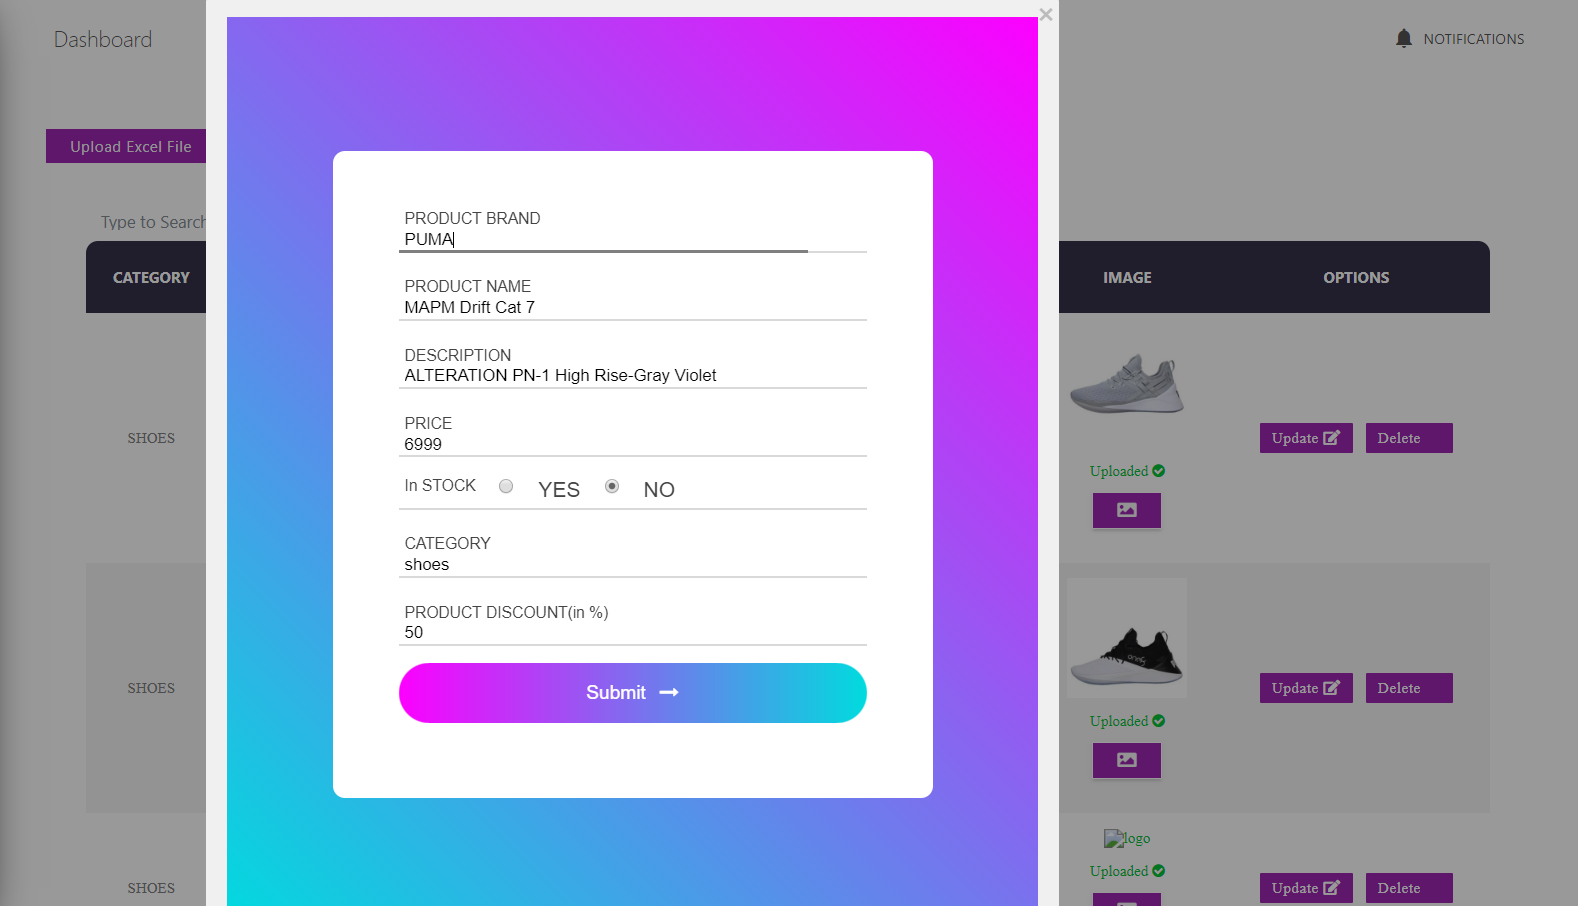 Dashboard
NOTIFICATIONS
Upload Excel File
Type to Search
CATEGORY
IMAGE
OPTIONS
PRODUCT BRAND
PUMA
PRODUCT NAME
MAPM Drift Cat 7
DESCRIPTION
ALTERATION PN-1 High Rise-Gray Violet
PRICE
6999
In STOCK YES NO
CATEGORY
shoes
PRODUCT DISCOUNT(in %)
50
Submit
SHOES
Uploaded
Update
Delete
SHOES
Uploaded
Update
Delete
logo
SHOES
Uploaded
Update
Delete